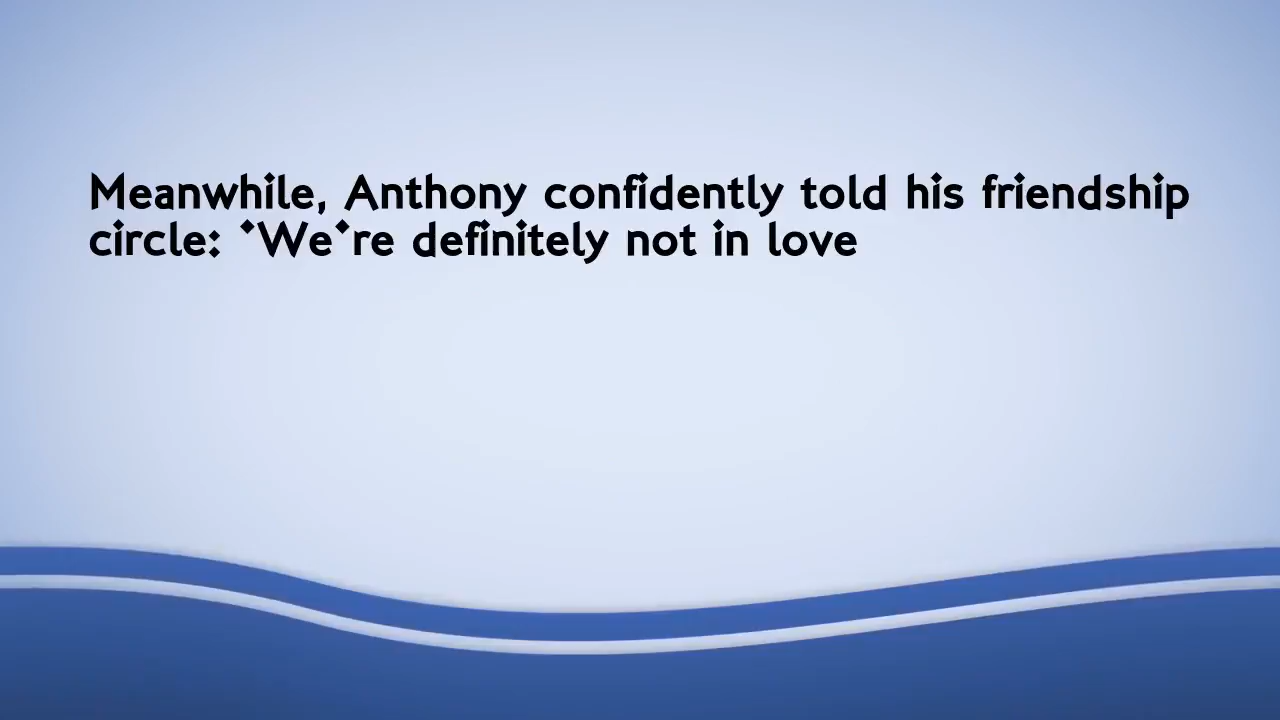 Meanwhile, Anthony confidently told his friendship
circle: 'We're definitely not in love